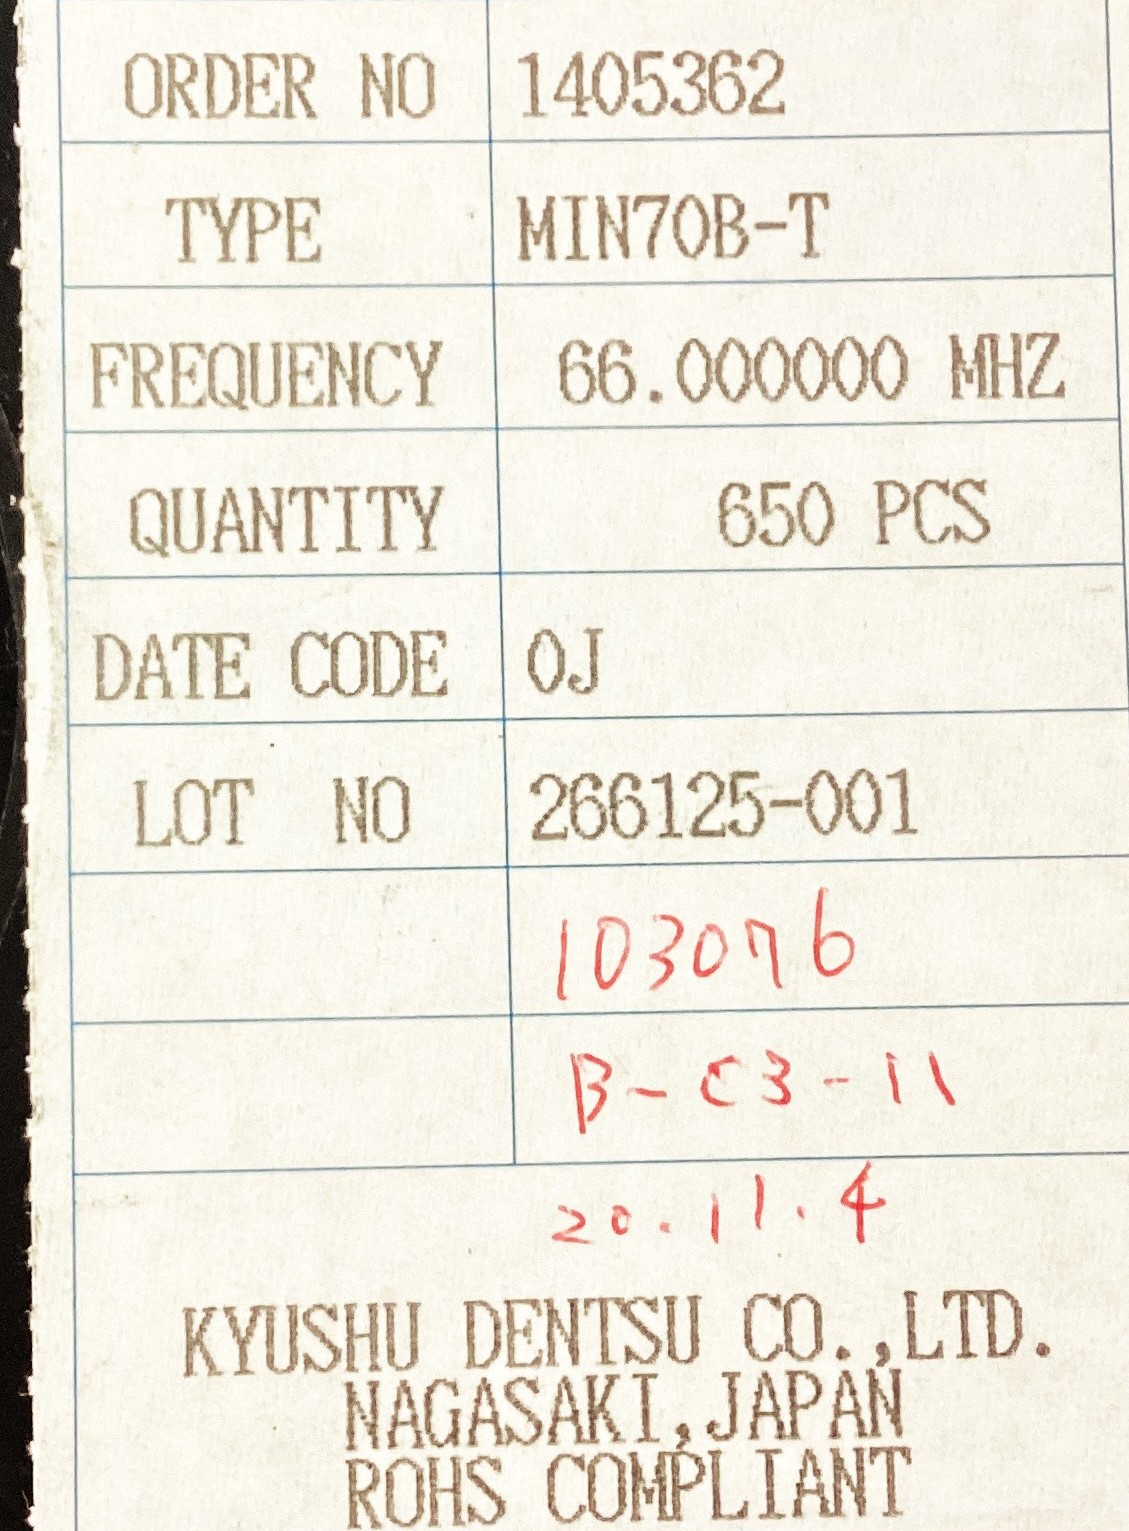 ORDER NO 1405362
TYPE MIN70B-T
FREQUENCY 66.000000 MHZ
QUANTITY 650 PCS
DATE CODE 0J
LOT NO 266125-001
103076
B-C3-11
20.11.4
KYUSHU DENTSU CO.,LTD.
NAGASAKI,JAPAN
ROHS COMPLIANT